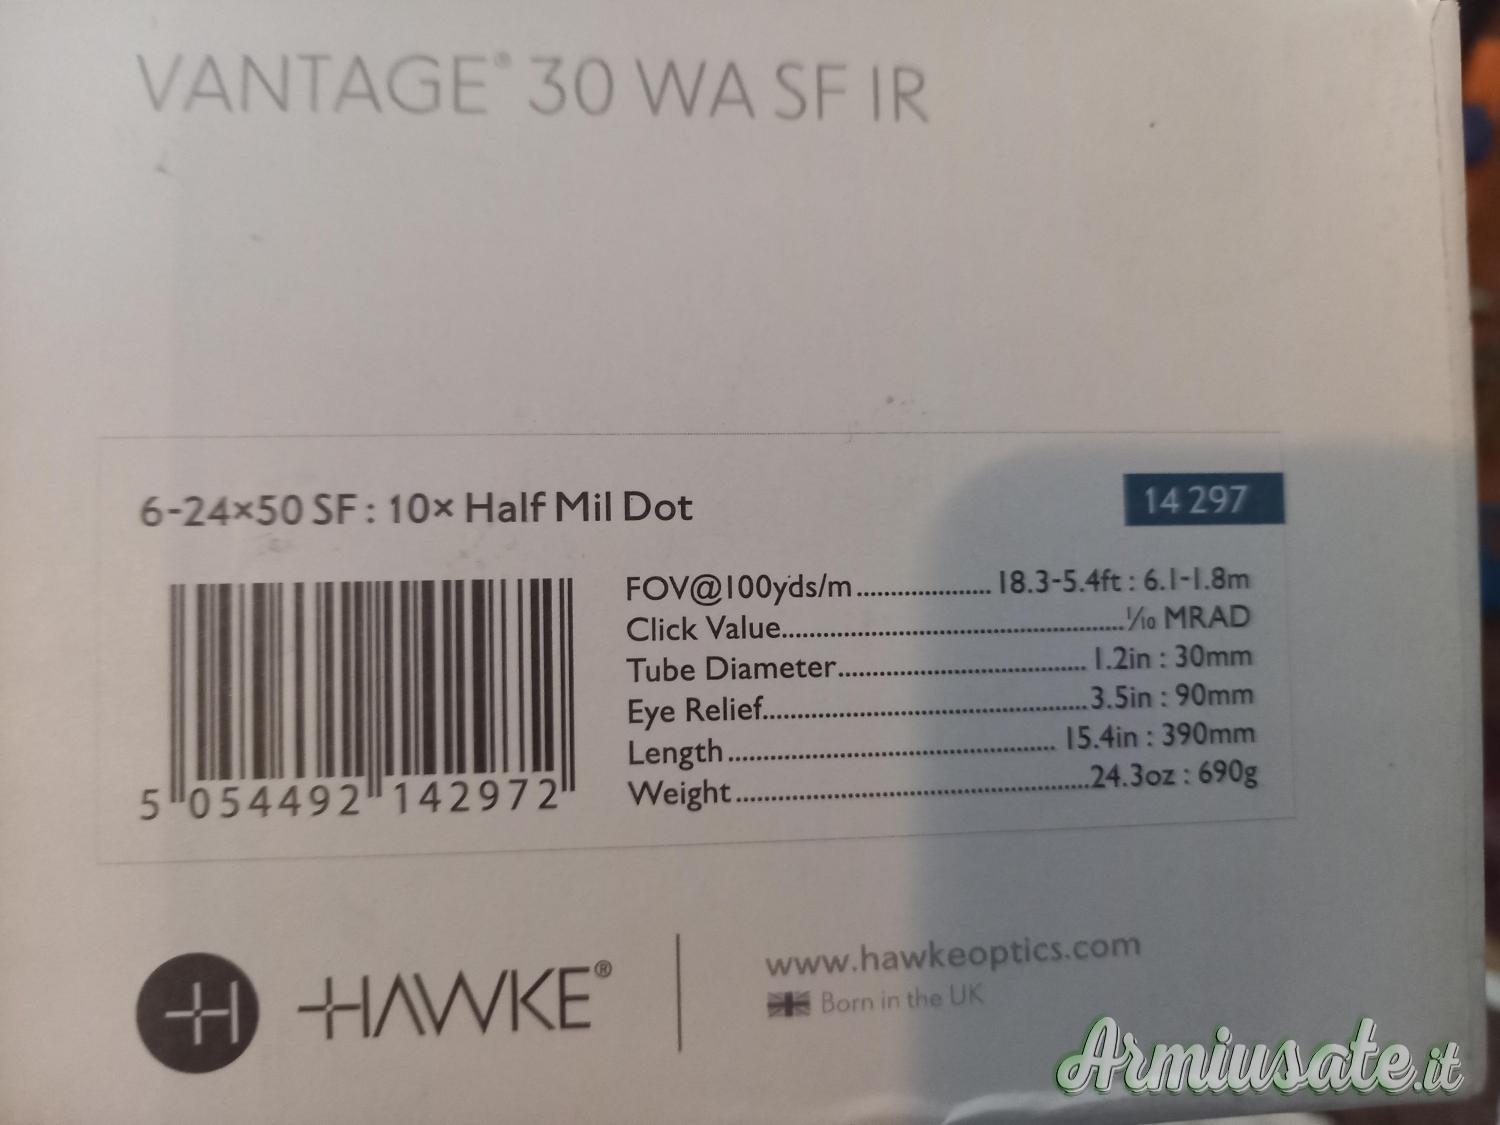 VANTAGE® 30 WA SF IR
6-24×50 SF : 10× Half Mil Dot
14 297
FOV@100yds/m.................... 18.3-5.4ft : 6.1-1.8m
Click Value.................................................... ⅒ MRAD
Tube Diameter..................................... 1.2in : 30mm
Eye Relief................................................ 3.5in : 90mm
Length................................................ 15.4in : 390mm
Weight.................................................... 24.3oz : 690g
5 054492 142972
HAWKE®
www.hawkeoptics.com
Born in the UK
Armiusate.it